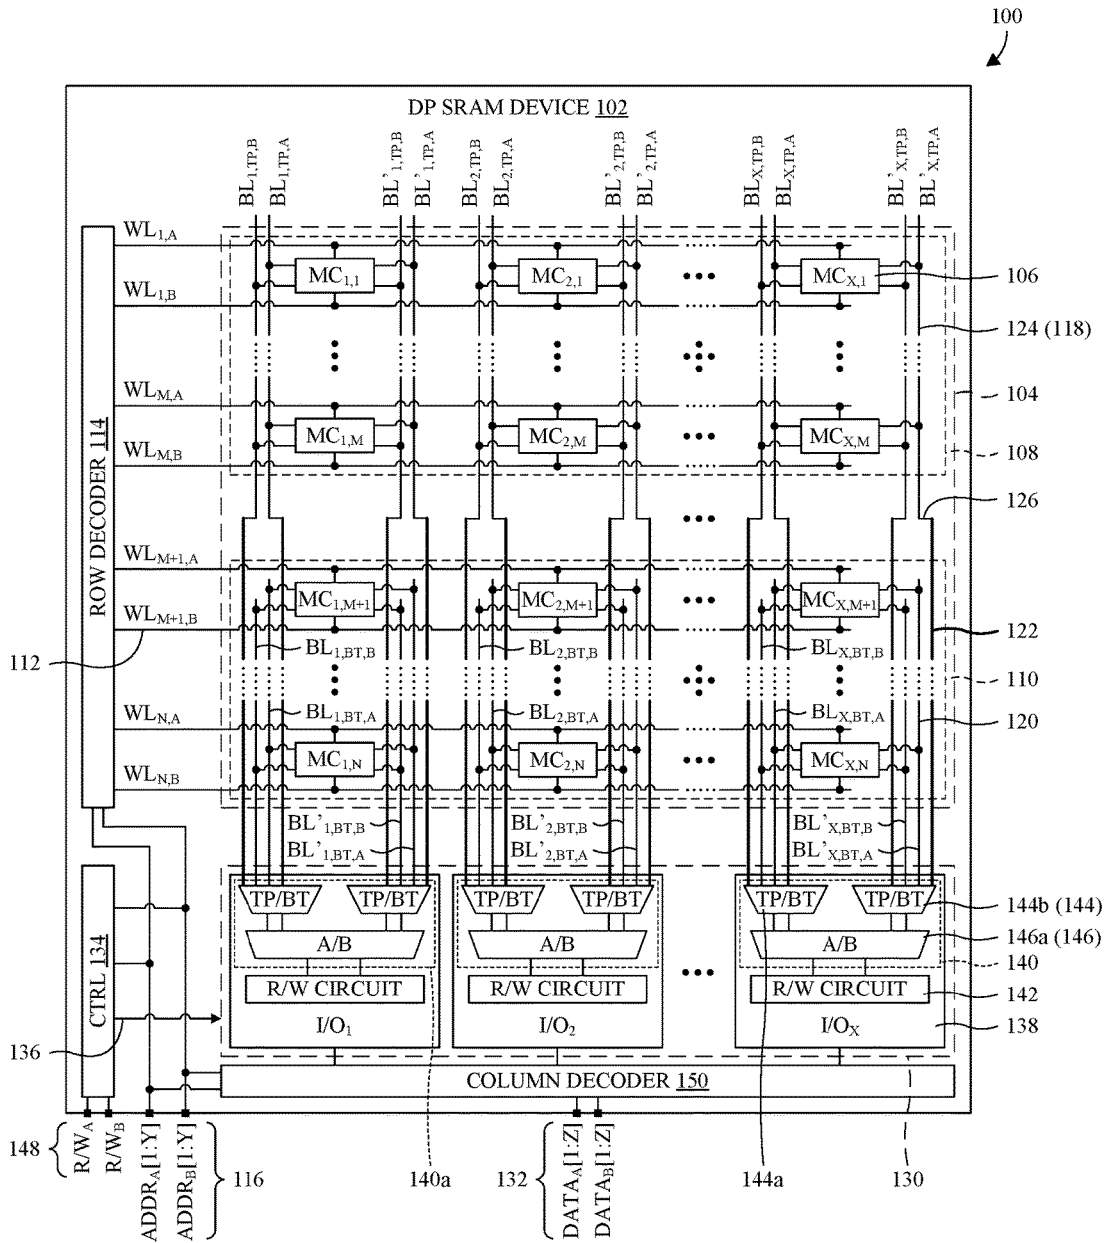 100
DP SRAM DEVICE 102
BL1,TP,B
BL1,TP,A
BL'1,TP,B
BL'1,TP,A
BL2,TP,B
BL2,TP,A
BL'2,TP,B
BL'2,TP,A
BLX,TP,B
BLX,TP,A
BL'X,TP,B
BL'X,TP,A
WL1,A
MC1,1 MC2,1 MCX,1 106
WL1,B
124 (118)
WLM,A
104
MC1,M MC2,M MCX,M
WLM,B
108
ROW DECODER 114
126
WLM+1,A
MC1,M+1 MC2,M+1 MCX,M+1
WLM+1,B
122
112
BL1,BT,B BL2,BT,B BLX,BT,B
110
WLN,A
BL1,BT,A BL2,BT,A BLX,BT,A
120
MC1,N MC2,N MCX,N
WLN,B
BL'1,BT,B BL'2,BT,B BL'X,BT,B
BL'1,BT,A BL'2,BT,A BL'X,BT,A
TP/BT TP/BT TP/BT TP/BT TP/BT TP/BT 144b (144)
A/B A/B A/B 146a (146)
140
CTRL 134
R/W CIRCUIT R/W CIRCUIT R/W CIRCUIT 142
I/O1 I/O2 I/OX 138
136
COLUMN DECODER 150
148
R/WA
R/WB
ADDRA[1:Y]
ADDRB[1:Y]
116
140a
132
DATAA[1:Z]
DATAB[1:Z]
144a
130